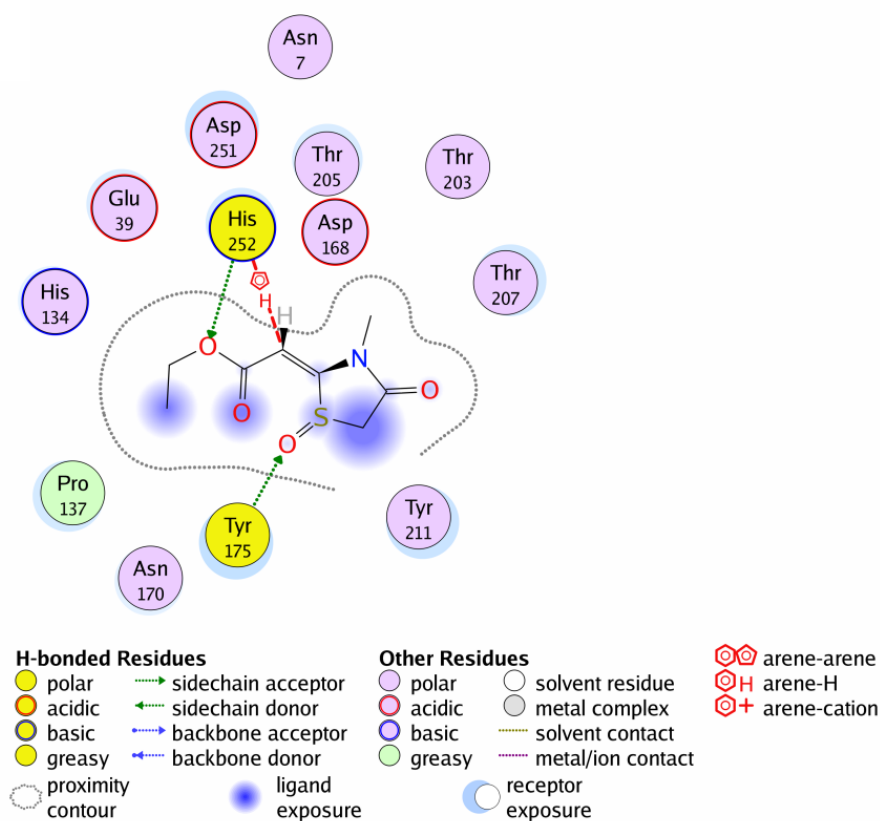 Asn
7
Asp
251
Thr
205
Thr
203
Glu
39
His
252
Asp
168
Thr
207
His
134
H
H
O
N
O
O
S
O
Pro
137
Tyr
175
Tyr
211
Asn
170
H-bonded Residues
polar
acidic
basic
greasy
sidechain acceptor
sidechain donor
backbone acceptor
backbone donor
Other Residues
polar
acidic
basic
greasy
solvent residue
metal complex
solvent contact
metal/ion contact
arene-arene
H arene-H
+ arene-cation
proximity
contour
ligand
exposure
receptor
exposure